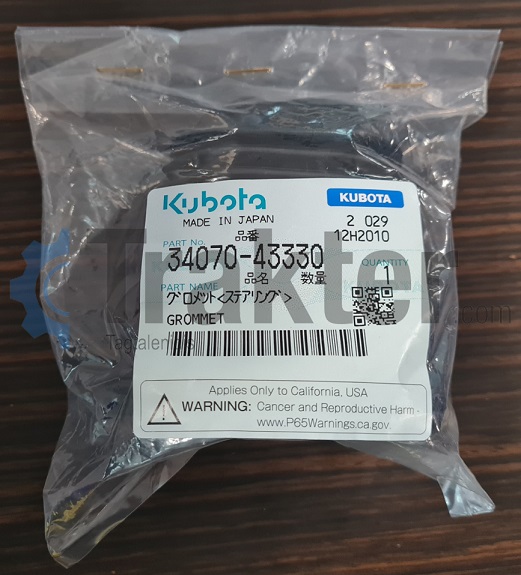 Kubota
KUBOTA
MADE IN JAPAN
2 029
品番
12H2010
PART No.
34070-43330
品名
数量
QUANTITY
1
PART NAME
グロメット<ステアリング>
GROMMET
Trakter.com
Applies Only to California, USA
WARNING: Cancer and Reproductive Harm -
www.P65Warnings.ca.gov.